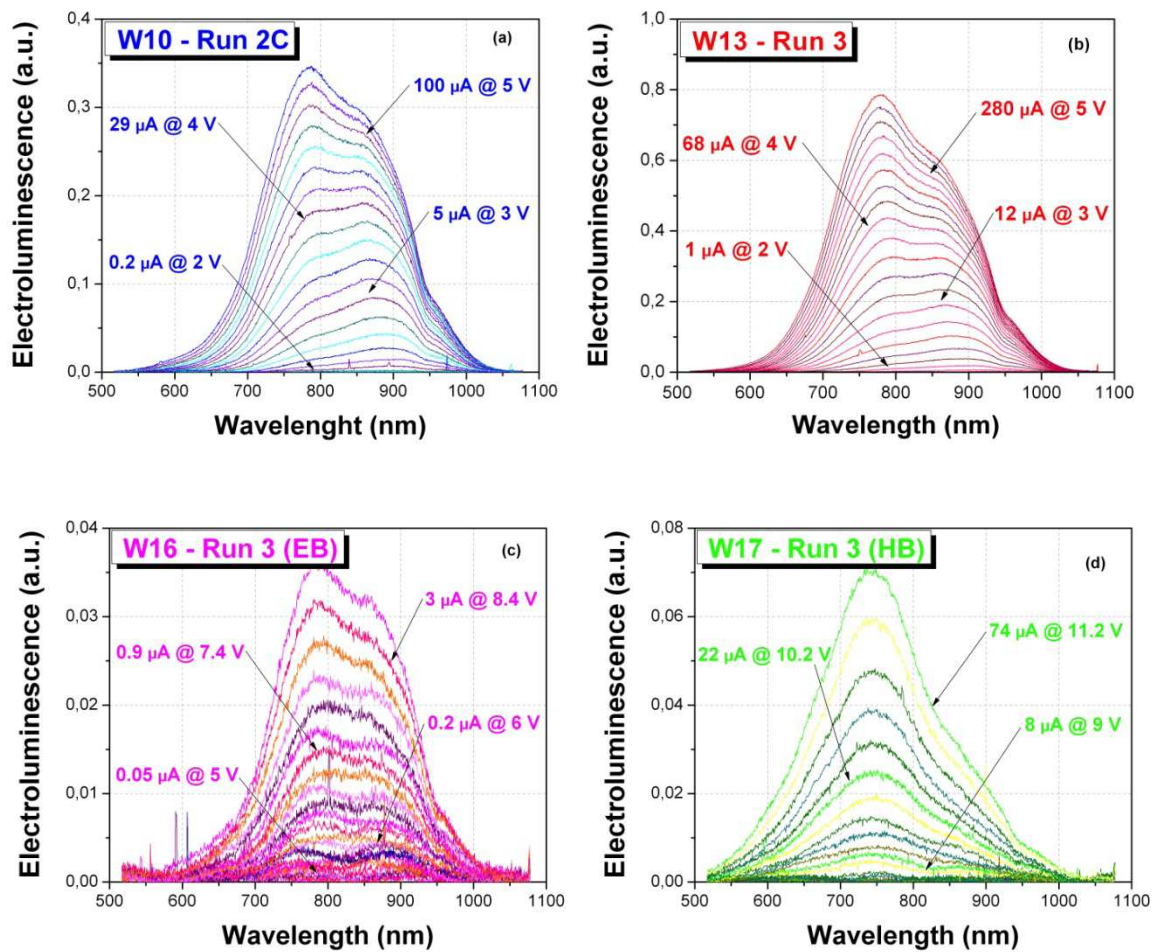 W10 - Run 2C
(a)
Electroluminescence (a.u.)
0,4
0,3
0,2
0,1
0,0
100 µA @ 5 V
29 µA @ 4 V
5 µA @ 3 V
0.2 µA @ 2 V
500 600 700 800 900 1000 1100
Wavelenght (nm)
W13 - Run 3
(b)
Electroluminescence (a.u.)
1,0
0,8
0,6
0,4
0,2
0,0
280 µA @ 5 V
68 µA @ 4 V
12 µA @ 3 V
1 µA @ 2 V
500 600 700 800 900 1000 1100
Wavelength (nm)
W16 - Run 3 (EB)
(c)
Electroluminescence (a.u.)
0,04
0,03
0,02
0,01
0,00
3 µA @ 8.4 V
0.9 µA @ 7.4 V
0.2 µA @ 6 V
0.05 µA @ 5 V
500 600 700 800 900 1000 1100
Wavelength (nm)
W17 - Run 3 (HB)
(d)
Electroluminescence (a.u.)
0,08
0,06
0,04
0,02
0,00
74 µA @ 11.2 V
22 µA @ 10.2 V
8 µA @ 9 V
500 600 700 800 900 1000 1100
Wavelength (nm)